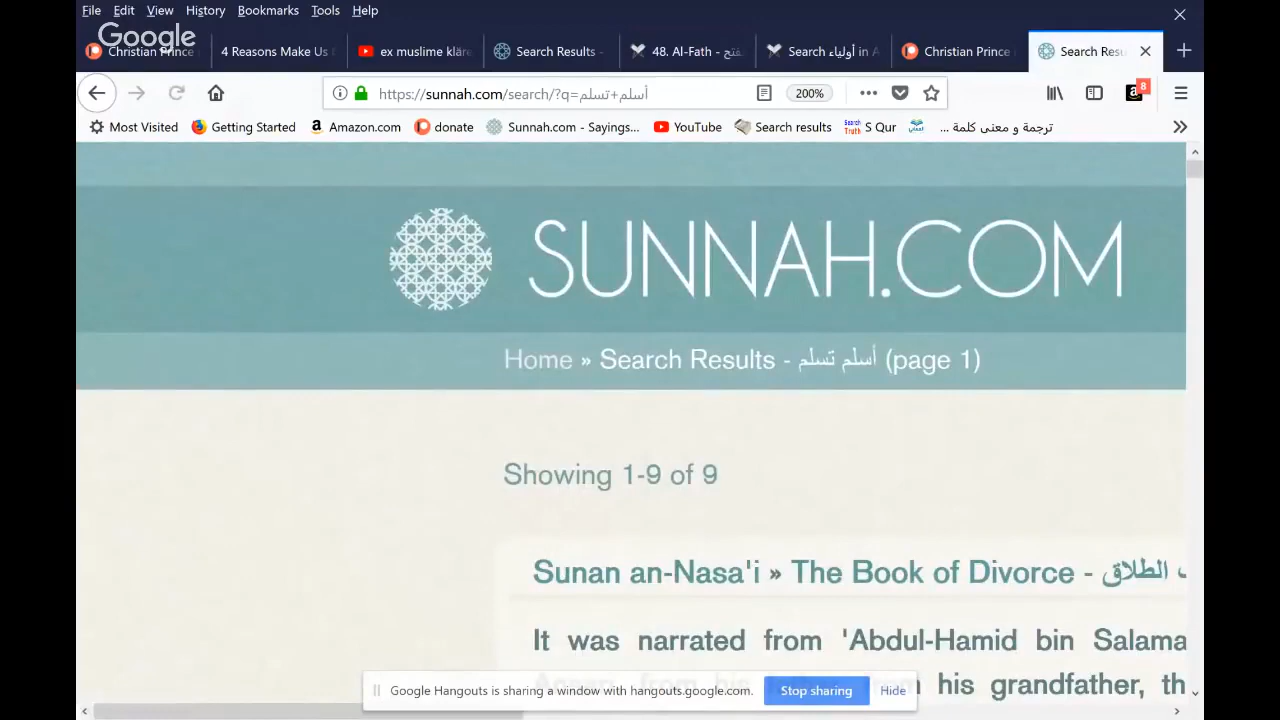 File Edit View History Bookmarks Tools Help
Google
Christian Prince
4 Reasons Make Us
ex muslime kläre
Search Results -
48. Al-Fath - الفتح
Search أولياء in A
Christian Prince
Search Resu
https://sunnah.com/search/?q=أسلم+تسلم
200%
8
Most Visited Getting Started Amazon.com donate Sunnah.com - Sayings... YouTube Search results Search Truth S Qur ترجمة و معنى كلمة ...
SUNNAH.COM
Home » Search Results - أسلم تسلم (page 1)
Showing 1-9 of 9
Sunan an-Nasa'i » The Book of Divorce - الطلاق
It was narrated from 'Abdul-Hamid bin Salama
his grandfather, th
Google Hangouts is sharing a window with hangouts.google.com. Stop sharing Hide